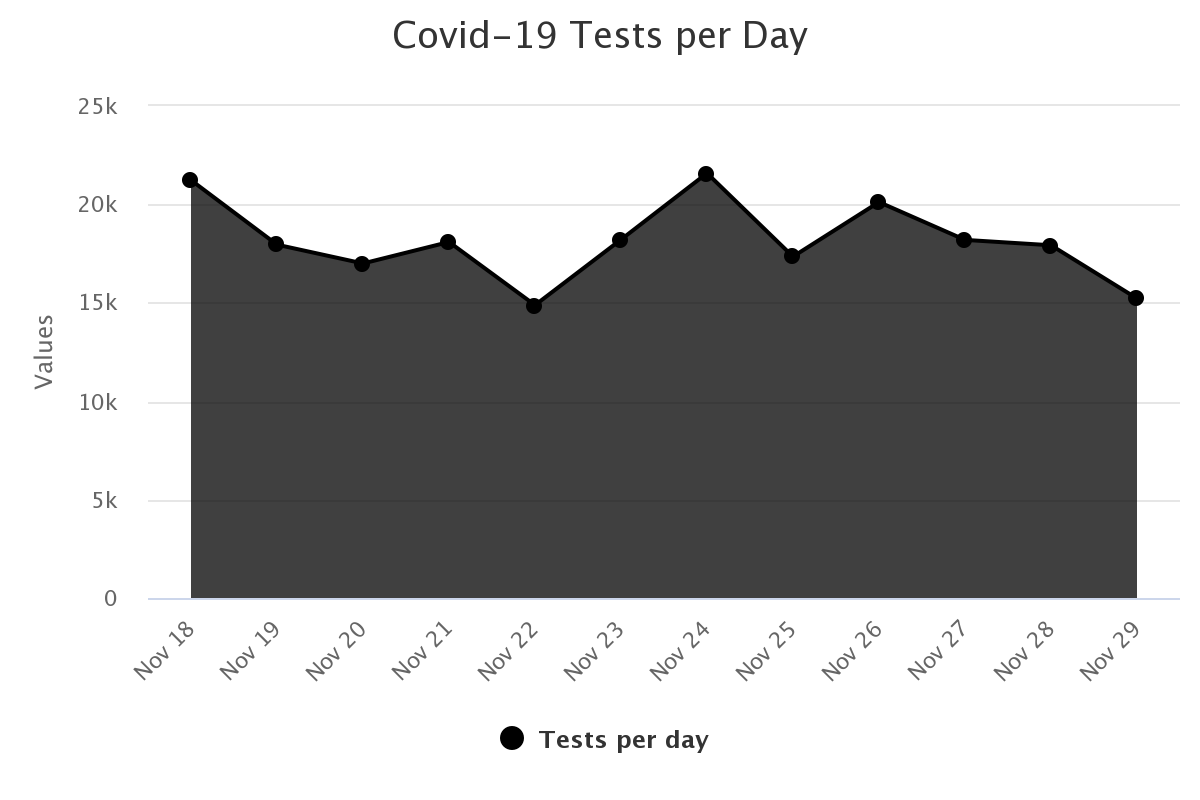 Covid-19 Tests per Day
25k
20k
15k
10k
5k
0
Values
Nov 18
Nov 19
Nov 20
Nov 21
Nov 22
Nov 23
Nov 24
Nov 25
Nov 26
Nov 27
Nov 28
Nov 29
Tests per day